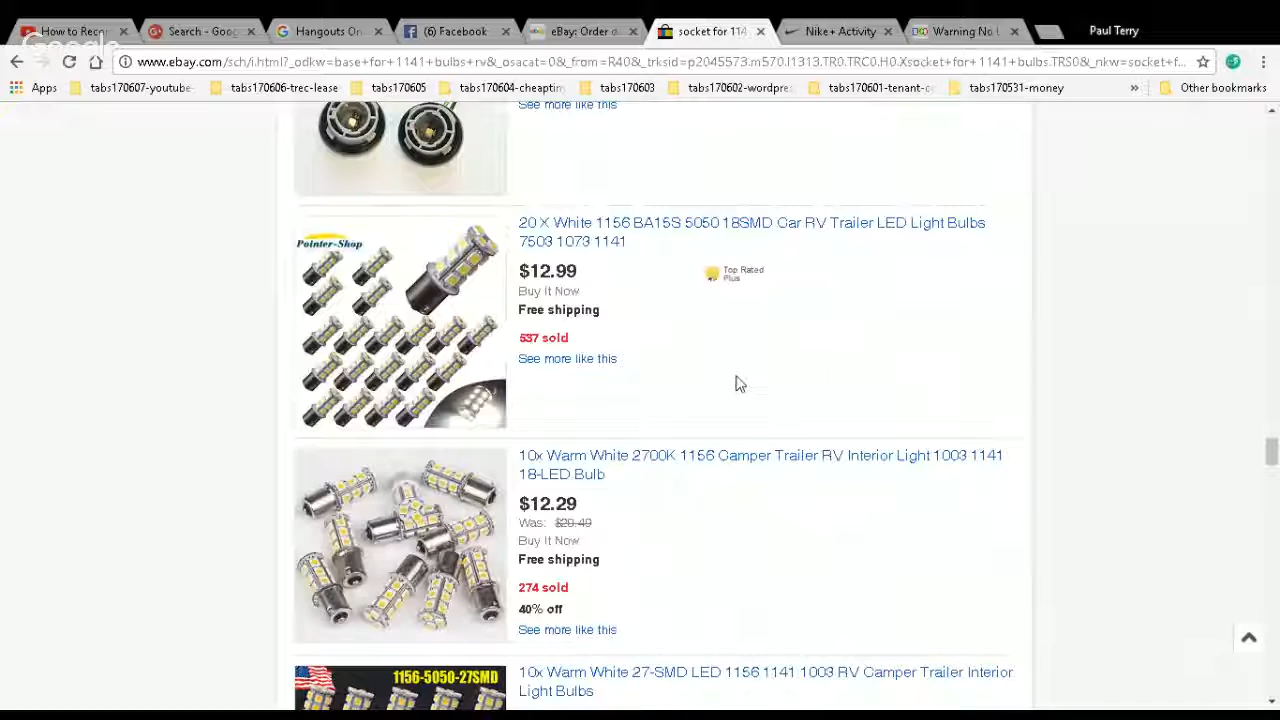 How to Reco
Search - Goog
Hangouts On
(6) Facebook
eBay: Order d
socket for 114
Nike+ Activity
Warning No U
Paul Terry
Google
www.ebay.com/sch/i.html?_odkw=base+for+1141+bulbs+rv&_osacat=0&_from=R40&_trksid=p2045573.m570.l1313.TR0.TRC0.H0.Xsocket+for+1141+bulbs.TRS0&_nkw=socket+f...
Apps
tabs170607-youtube-
tabs170606-trec-lease
tabs170605
tabs170604-cheaptin
tabs170603
tabs170602-wordpres
tabs170601-tenant-c
tabs170531-money
»
Other bookmarks
See more like this
Pointer-Shop
20 X White 1156 BA15S 5050 18SMD Car RV Trailer LED Light Bulbs
7503 1073 1141
$12.99
Top Rated
Plus
Buy It Now
Free shipping
537 sold
See more like this
10x Warm White 2700K 1156 Camper Trailer RV Interior Light 1003 1141
18-LED Bulb
$12.29
Was: $20.49
Buy It Now
Free shipping
274 sold
40% off
See more like this
1156-5050-27SMD
10x Warm White 27-SMD LED 1156 1141 1003 RV Camper Trailer Interior
Light Bulbs